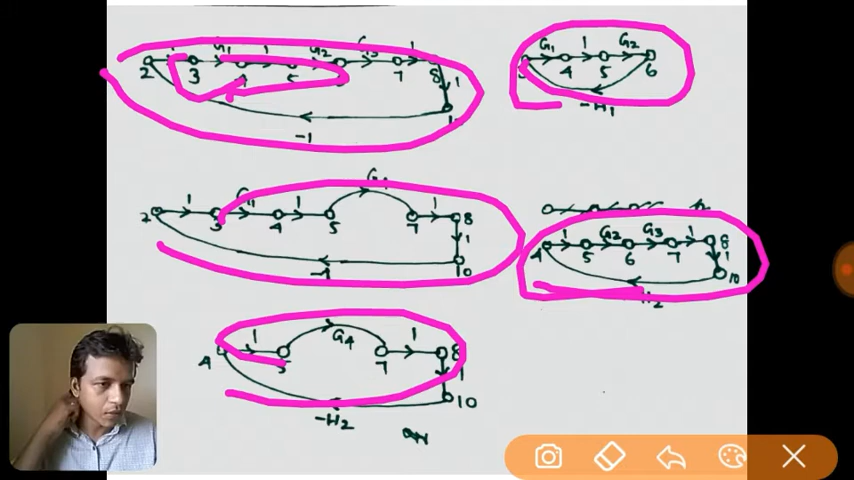 G₁ 1 G₂ G₃ 1
2 3 4 7 8
1
-1
G₁ 1 G₂
4 5 6
-H₁
1 G₁ 1 1
2 3 4 5 7 8
1
-1 10
1 G₂ G₃ 1
4 5 6 7 8
1
10
H₂
1 G₄ 1
4 5 7 8
1
10
-H₂